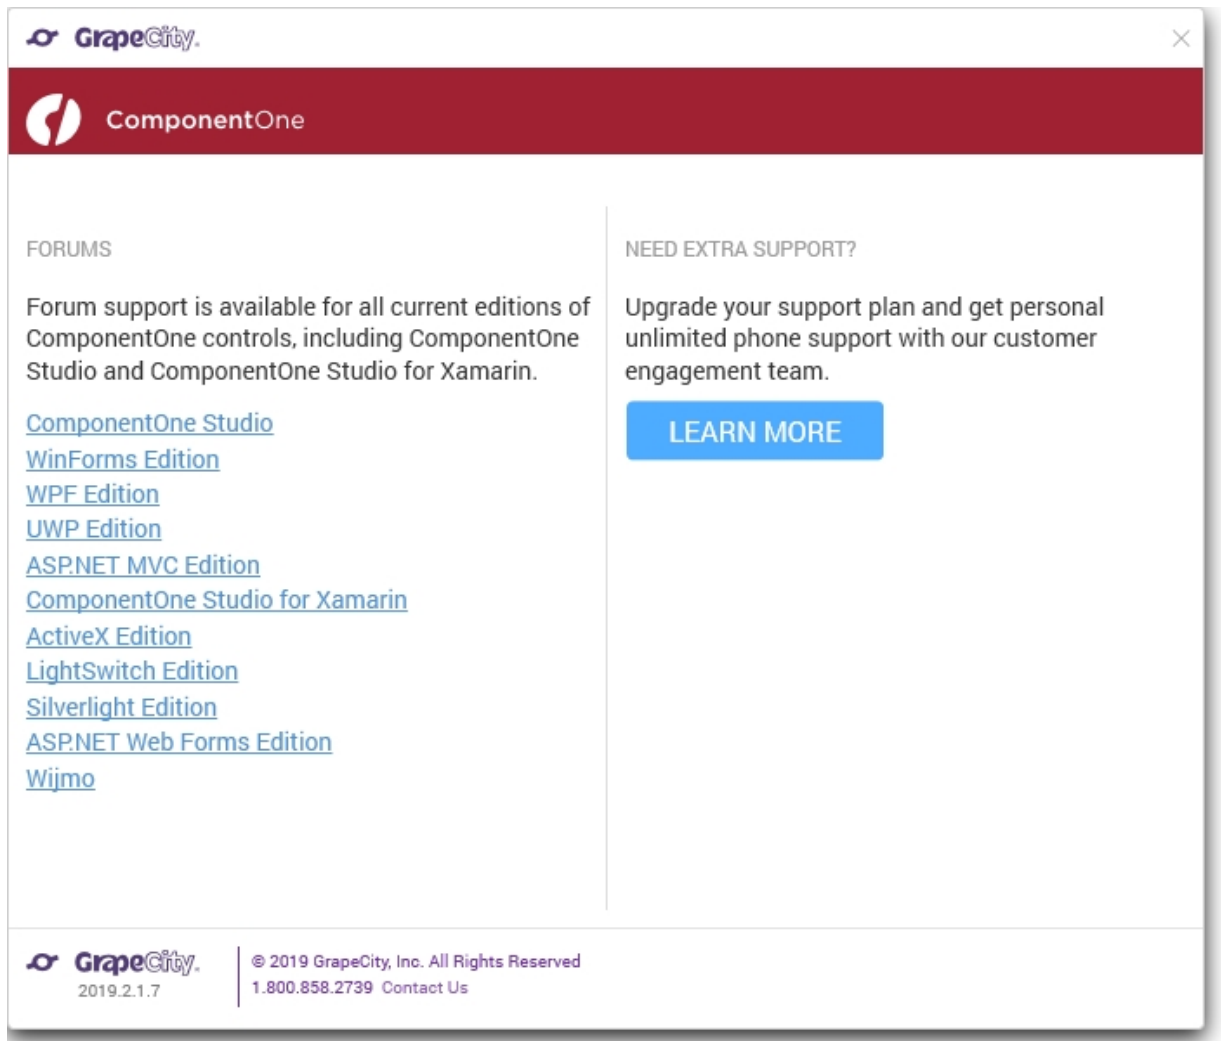 GrapeCity.
ComponentOne
FORUMS
Forum support is available for all current editions of
ComponentOne controls, including ComponentOne
Studio and ComponentOne Studio for Xamarin.
ComponentOne Studio
WinForms Edition
WPF Edition
UWP Edition
ASP.NET MVC Edition
ComponentOne Studio for Xamarin
ActiveX Edition
LightSwitch Edition
Silverlight Edition
ASP.NET Web Forms Edition
Wijmo
NEED EXTRA SUPPORT?
Upgrade your support plan and get personal
unlimited phone support with our customer
engagement team.
LEARN MORE
GrapeCity.
2019.2.1.7
© 2019 GrapeCity, Inc. All Rights Reserved
1.800.858.2739 Contact Us